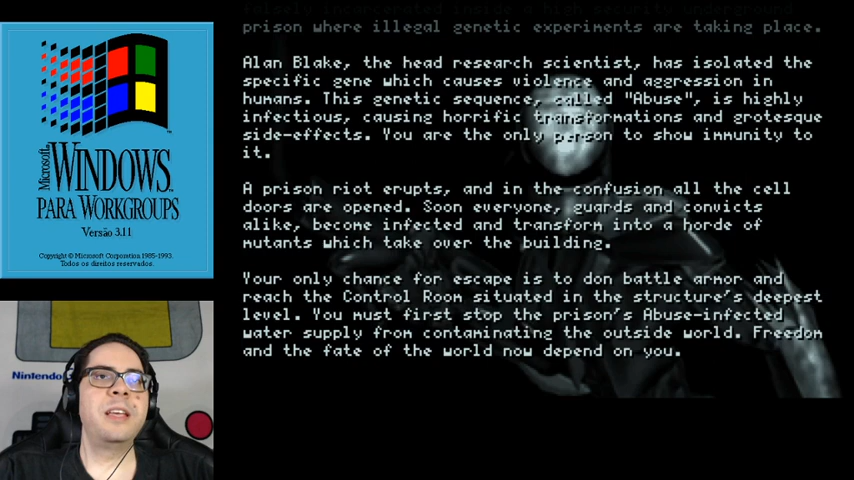 Microsoft
WINDOWS
PARA WORKGROUPS
Versão 3.11
Copyright © Microsoft Corporation 1985-1993.
Todos os direitos reservados.
Nintendo
falsely incarcerated inside a high security underground
prison where illegal genetic experiments are taking place.
Alan Blake, the head research scientist, has isolated the
specific gene which causes violence and aggression in
humans. This genetic sequence, called "Abuse", is highly
infectious, causing horrific transformations and grotesque
side-effects. You are the only person to show immunity to
it.
A prison riot erupts, and in the confusion all the cell
doors are opened. Soon everyone, guards and convicts
alike, become infected and transform into a horde of
mutants which take over the building.
Your only chance for escape is to don battle armor and
reach the Control Room situated in the structure's deepest
level. You must first stop the prison's Abuse-infected
water supply from contaminating the outside world. Freedom
and the fate of the world now depend on you.